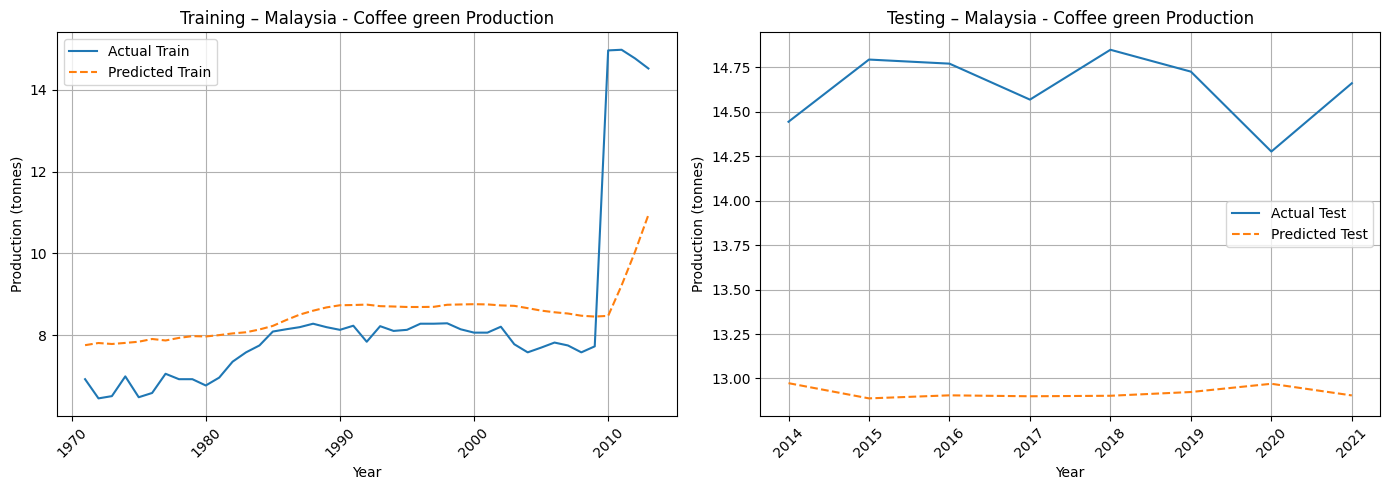 Training – Malaysia - Coffee green Production
Actual Train
Predicted Train
Production (tonnes)
14
12
10
8
1970
1980
1990
2000
2010
Year
Testing – Malaysia - Coffee green Production
Actual Test
Predicted Test
Production (tonnes)
14.75
14.50
14.25
14.00
13.75
13.50
13.25
13.00
2014
2015
2016
2017
2018
2019
2020
2021
Year